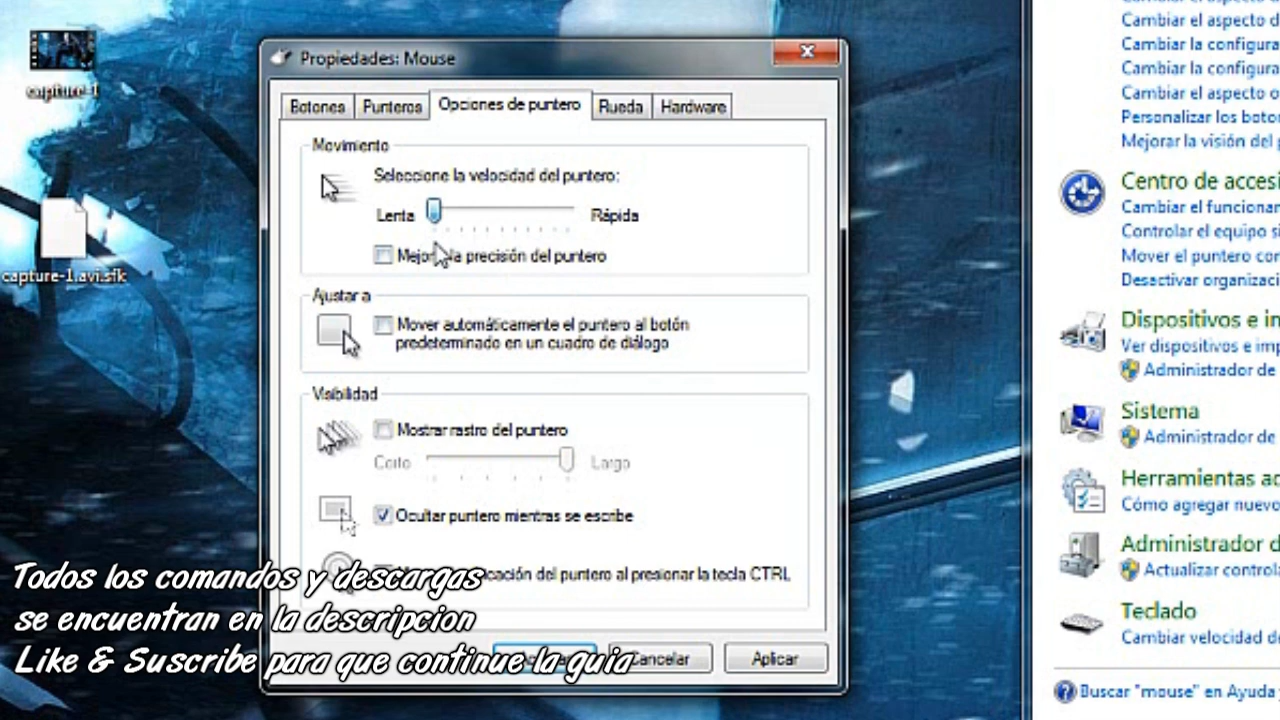 capture-1
capture-1.avi.sfk
Propiedades: Mouse
Botones
Punteros
Opciones de puntero
Rueda
Hardware
Movimiento
Seleccione la velocidad del puntero:
Lenta
Rápida
la precisión del puntero
Ajustar a
Mover automáticamente el puntero al botón
predeterminado en un cuadro de diálogo
Visibilidad
Mostrar rastro del puntero
Corto
Largo
Ocultar puntero mientras se escribe
del puntero al presionar la tecla CTRL
Cancelar
Aplicar
Todos los comandos y descargas
se encuentran en la descripcion
Like & Suscribe para que continue la guia
Cambiar el aspecto d
Cambiar la configura
Cambiar la configura
Cambiar el aspecto o
Personalizar los boto
Mejorar la visión del p
Centro de accesi
Cambiar el funcionar
Controlar el equipo si
Mover el puntero con
Desactivar organizaci
Dispositivos e in
Ver dispositivos e imp
Administrador de
Sistema
Administrador de
Herramientas ad
Cómo agregar nuevo
Administrador d
Actualizar control
Teclado
Cambiar velocidad de
Buscar "mouse" en Ayuda y